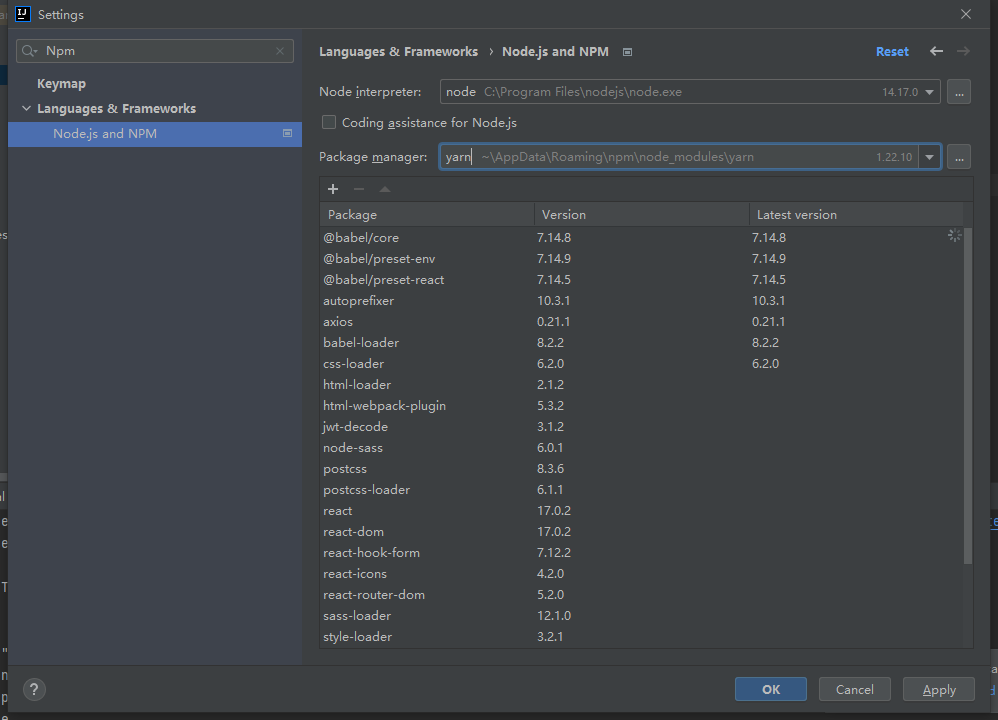 Settings
Npm
Keymap
Languages & Frameworks
Node.js and NPM
Languages & Frameworks › Node.js and NPM
Reset
Node interpreter: node C:\Program Files\nodejs\node.exe 14.17.0 ...
Coding assistance for Node.js
Package manager: yarn ~\AppData\Roaming\npm\node_modules\yarn 1.22.10 ...
Package Version Latest version
@babel/core 7.14.8 7.14.8
@babel/preset-env 7.14.9 7.14.9
@babel/preset-react 7.14.5 7.14.5
autoprefixer 10.3.1 10.3.1
axios 0.21.1 0.21.1
babel-loader 8.2.2 8.2.2
css-loader 6.2.0 6.2.0
html-loader 2.1.2
html-webpack-plugin 5.3.2
jwt-decode 3.1.2
node-sass 6.0.1
postcss 8.3.6
postcss-loader 6.1.1
react 17.0.2
react-dom 17.0.2
react-hook-form 7.12.2
react-icons 4.2.0
react-router-dom 5.2.0
sass-loader 12.1.0
style-loader 3.2.1
?
OK Cancel Apply